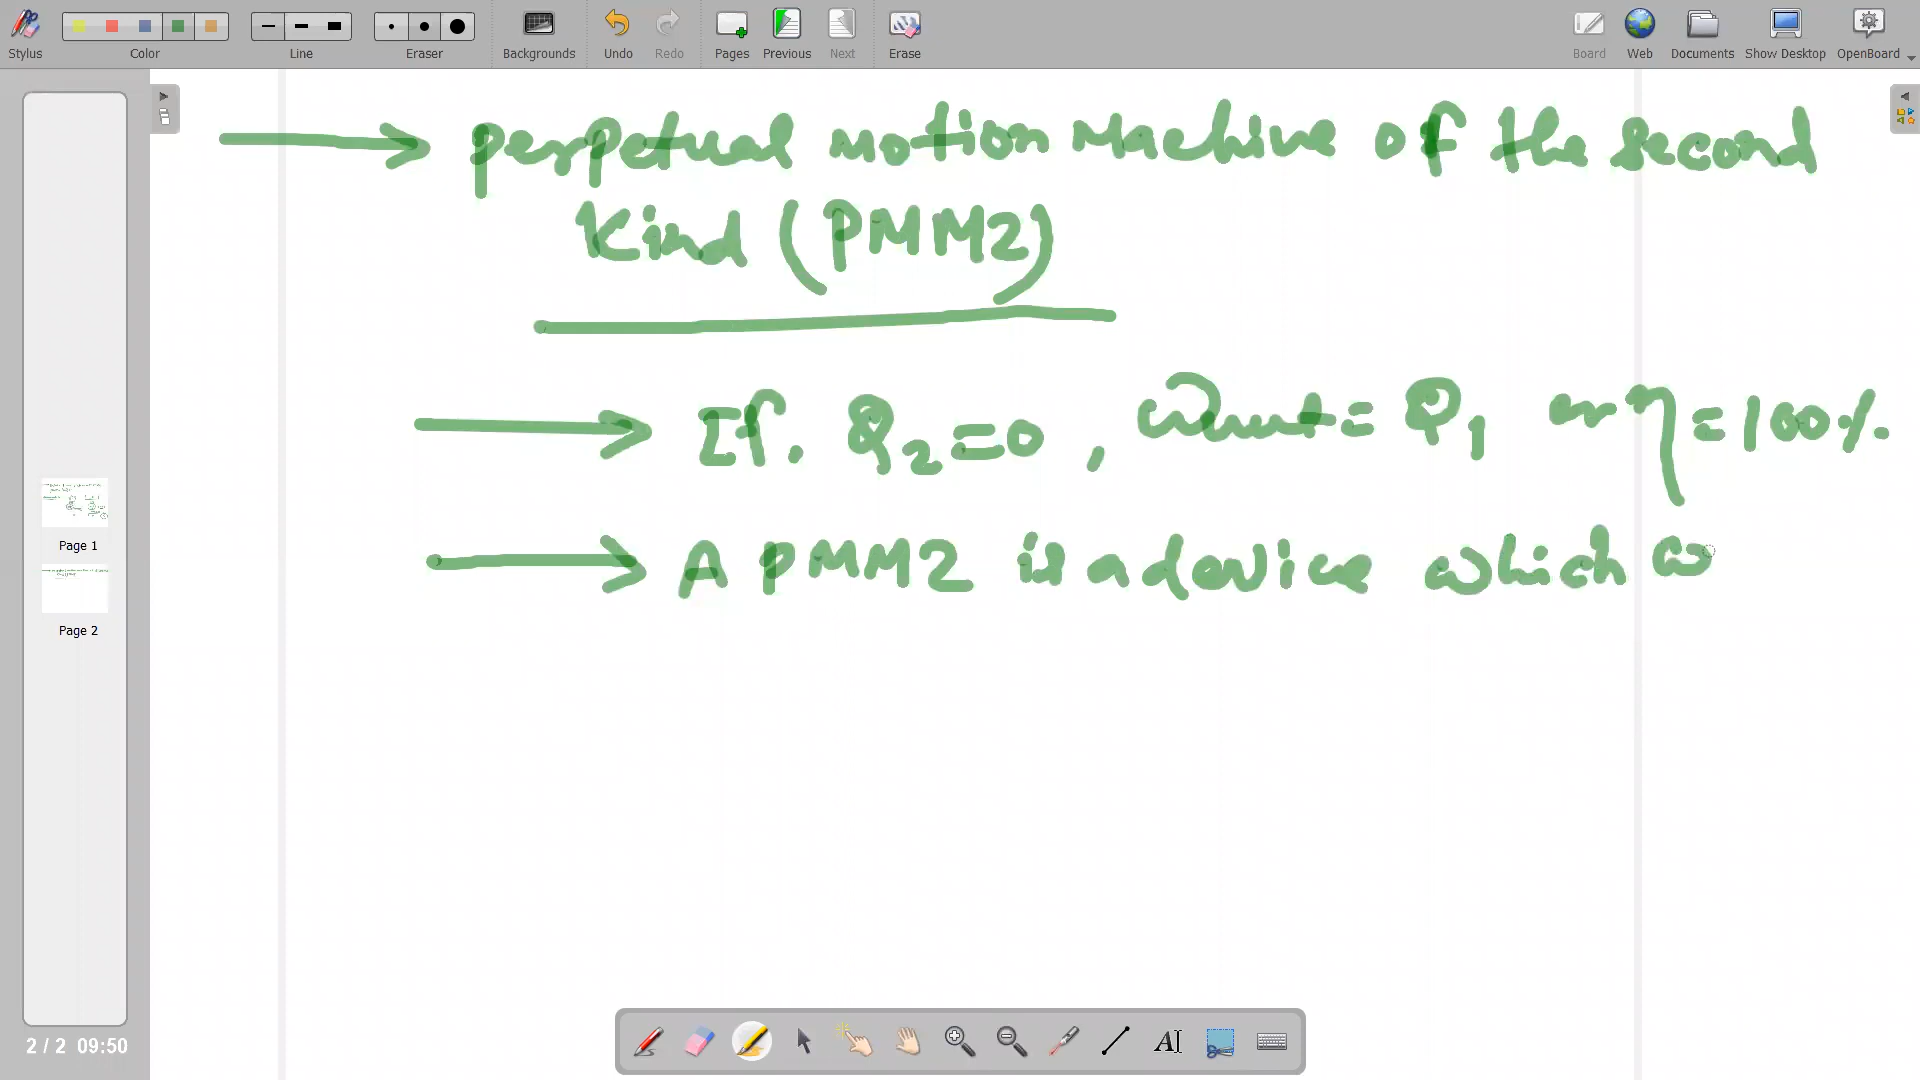 Stylus Color Line Eraser Backgrounds Undo Redo Pages Previous Next Erase Board Web Documents Show Desktop OpenBoard
→ perpetual motion Machine of the second
Kind (PMM2)
→ If. Q2=0, Wnet= Q1 or η=100%.
→ A PMM2 is a device which w
Page 1
Page 2
2 / 2 09:50